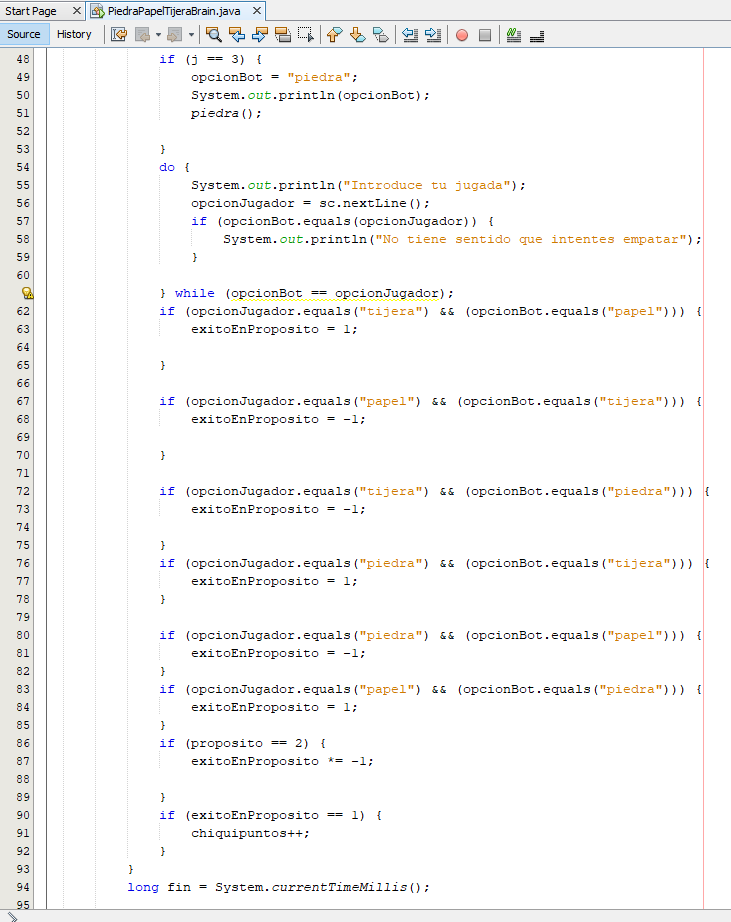 Start Page PiedraPapelTijeraBrain.java
Source History
48 if (j == 3) {
49 opcionBot = "piedra";
50 System.out.println(opcionBot);
51 piedra();
52
53 }
54 do {
55 System.out.println("Introduce tu jugada");
56 opcionJugador = sc.nextLine();
57 if (opcionBot.equals(opcionJugador)) {
58 System.out.println("No tiene sentido que intentes empatar");
59 }
60
} while (opcionBot == opcionJugador);
62 if (opcionJugador.equals("tijera") && (opcionBot.equals("papel"))) {
63 exitoEnProposito = 1;
64
65 }
66
67 if (opcionJugador.equals("papel") && (opcionBot.equals("tijera"))) {
68 exitoEnProposito = -1;
69
70 }
71
72 if (opcionJugador.equals("tijera") && (opcionBot.equals("piedra"))) {
73 exitoEnProposito = -1;
74
75 }
76 if (opcionJugador.equals("piedra") && (opcionBot.equals("tijera"))) {
77 exitoEnProposito = 1;
78 }
79
80 if (opcionJugador.equals("piedra") && (opcionBot.equals("papel"))) {
81 exitoEnProposito = -1;
82 }
83 if (opcionJugador.equals("papel") && (opcionBot.equals("piedra"))) {
84 exitoEnProposito = 1;
85 }
86 if (proposito == 2) {
87 exitoEnProposito *= -1;
88
89 }
90 if (exitoEnProposito == 1) {
91 chiquipuntos++;
92 }
93 }
94 long fin = System.currentTimeMillis();
95